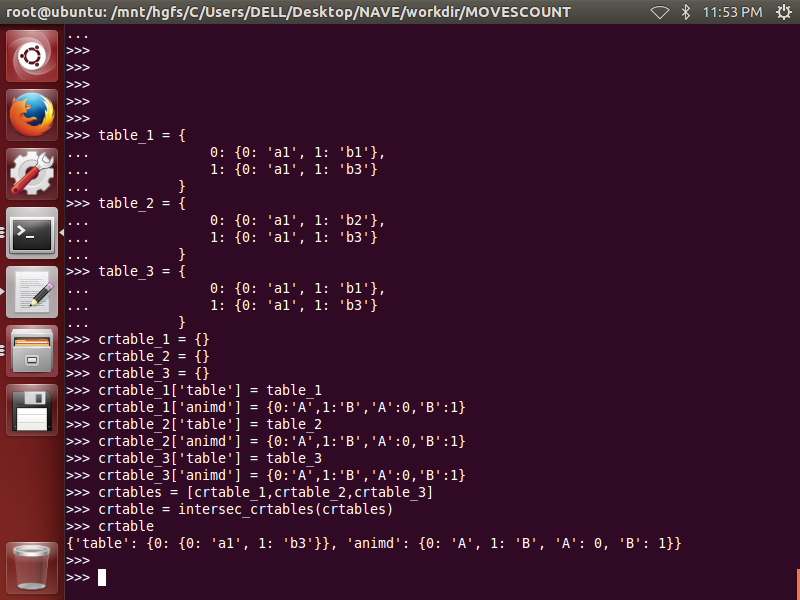 root@ubuntu: /mnt/hgfs/C/Users/DELL/Desktop/NAVE/workdir/MOVESCOUNT 11:53 PM
...
>>>
>>>
>>>
>>>
>>>
>>> table_1 = {
...               0: {0: 'a1', 1: 'b1'},
...               1: {0: 'a1', 1: 'b3'}
...           }
>>> table_2 = {
...               0: {0: 'a1', 1: 'b2'},
...               1: {0: 'a1', 1: 'b3'}
...           }
>>> table_3 = {
...               0: {0: 'a1', 1: 'b1'},
...               1: {0: 'a1', 1: 'b3'}
...           }
>>> crtable_1 = {}
>>> crtable_2 = {}
>>> crtable_3 = {}
>>> crtable_1['table'] = table_1
>>> crtable_1['animd'] = {0:'A',1:'B','A':0,'B':1}
>>> crtable_2['table'] = table_2
>>> crtable_2['animd'] = {0:'A',1:'B','A':0,'B':1}
>>> crtable_3['table'] = table_3
>>> crtable_3['animd'] = {0:'A',1:'B','A':0,'B':1}
>>> crtables = [crtable_1,crtable_2,crtable_3]
>>> crtable = intersec_crtables(crtables)
>>> crtable
{'table': {0: {0: 'a1', 1: 'b3'}}, 'animd': {0: 'A', 1: 'B', 'A': 0, 'B': 1}}
>>>
>>>